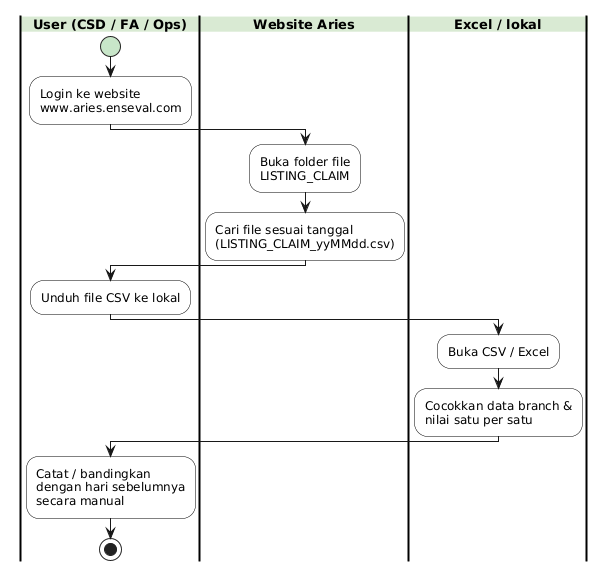 User (CSD / FA / Ops)
Website Aries
Excel / lokal
Login ke website
www.aries.enseval.com
Buka folder file
LISTING_CLAIM
Cari file sesuai tanggal
(LISTING_CLAIM_yyMMdd.csv)
Unduh file CSV ke lokal
Buka CSV / Excel
Cocokkan data branch &
nilai satu per satu
Catat / bandingkan
dengan hari sebelumnya
secara manual